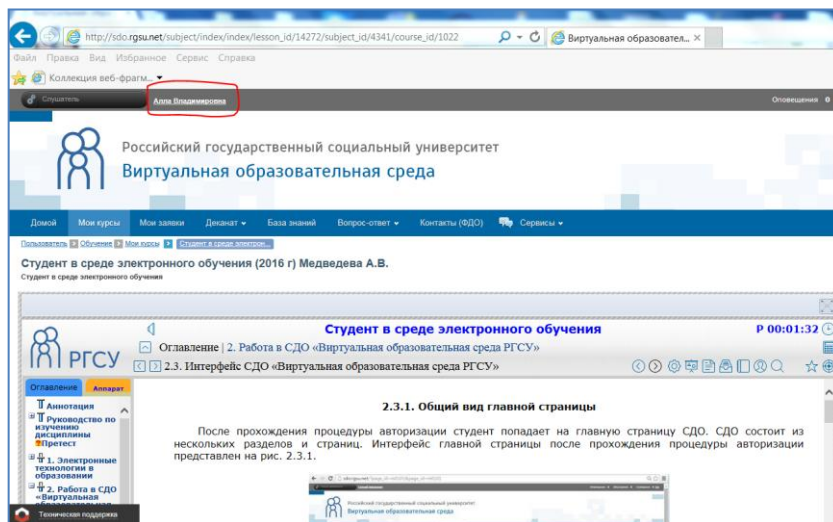 http://sdo.rgsu.net/subject/index/index/lesson_id/14272/subject_id/4341/course_id/1022
Виртуальная образовател... ×
Файл Правка Вид Избранное Сервис Справка
Коллекция веб-фрагм...
Слушатель Алла Владимировна Оповещения 0
Российский государственный социальный университет
Виртуальная образовательная среда
Домой Мои курсы Мои заявки Деканат База знаний Вопрос-ответ Контакты (ФДО) Сервисы
Пользователь Обучение Мои курсы Студент в среде электрон...
Студент в среде электронного обучения (2016 г) Медведева А.В.
Студент в среде электронного обучения
РГСУ
Студент в среде электронного обучения P 00:01:32
Оглавление | 2. Работа в СДО «Виртуальная образовательная среда РГСУ»
2.3. Интерфейс СДО «Виртуальная образовательная среда РГСУ»
Оглавление Аппарат
Аннотация
Руководство по
изучению
дисциплины
Претест
1. Электронные
технологии в
образовании
2. Работа в СДО
«Виртуальная
Техническая поддержка
2.3.1. Общий вид главной страницы
После прохождения процедуры авторизации студент попадает на главную страницу СДО. СДО состоит из
нескольких разделов и страниц. Интерфейс главной страницы после прохождения процедуры авторизации
представлен на рис. 2.3.1.
Российский государственный социальный университет
Виртуальная образовательная среда